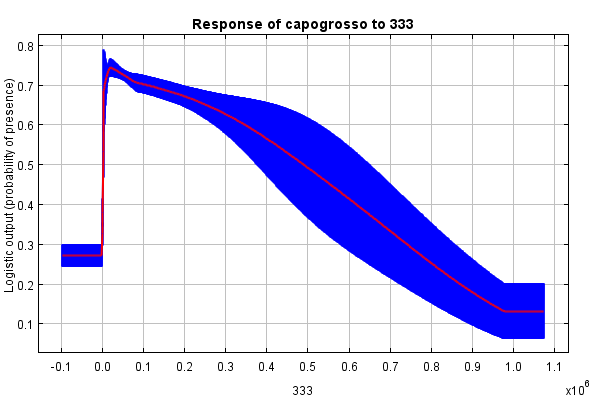 Response of capogrosso to 333
Logistic output (probability of presence)
0.8
0.7
0.6
0.5
0.4
0.3
0.2
0.1
-0.1 0.0 0.1 0.2 0.3 0.4 0.5 0.6 0.7 0.8 0.9 1.0 1.1
333
x10^6